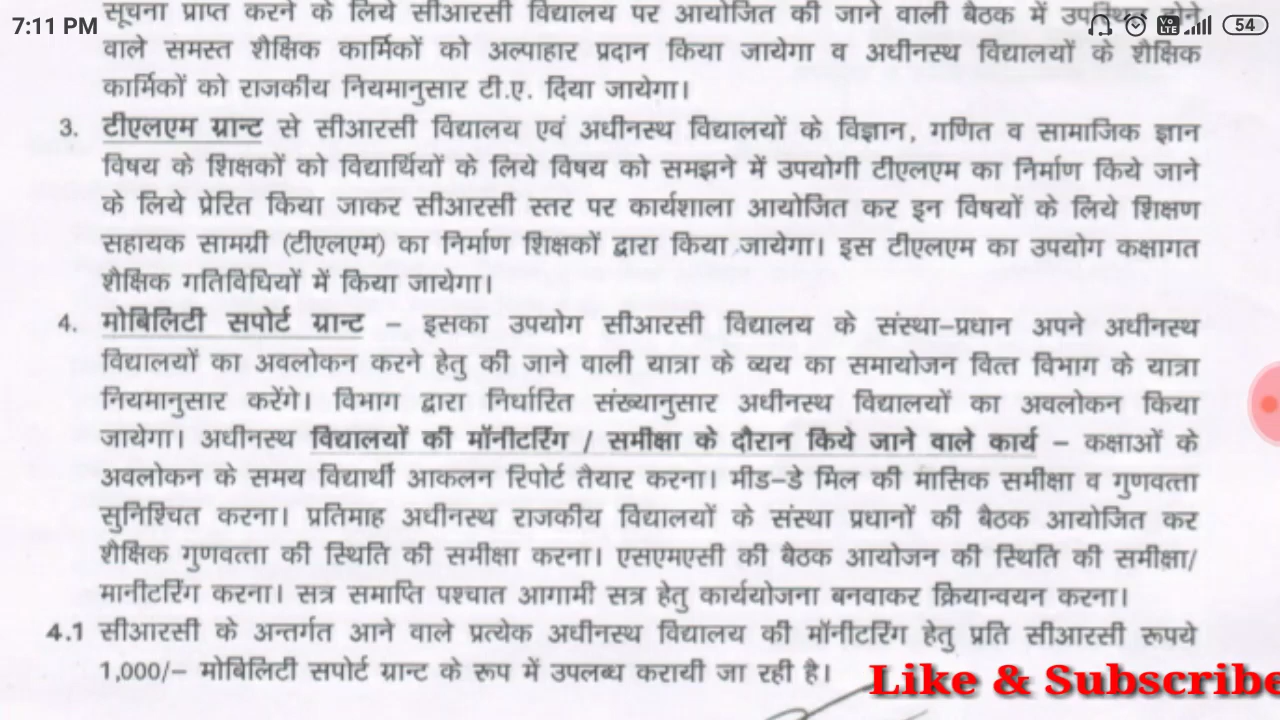 सूचना प्राप्त करने के लिये सीआरसी विद्यालय पर आयोजित की जाने वाली बैठक में उपस्थित होने
7:11 PM
54
वाले समस्त शैक्षिक कार्मिकों को अल्पाहार प्रदान किया जायेगा व अधीनस्थ विद्यालयों के शैक्षिक
कार्मिकों को राजकीय नियमानुसार टी.ए. दिया जायेगा।
3. टीएलएम ग्रान्ट से सीआरसी विद्यालय एवं अधीनस्थ विद्यालयों के विज्ञान, गणित व सामाजिक ज्ञान
विषय के शिक्षकों को विद्यार्थियों के लिये विषय को समझने में उपयोगी टीएलएम का निर्माण किये जाने
के लिये प्रेरित किया जाकर सीआरसी स्तर पर कार्यशाला आयोजित कर इन विषयों के लिये शिक्षण
सहायक सामग्री (टीएलएम) का निर्माण शिक्षकों द्वारा किया जायेगा। इस टीएलएम का उपयोग कक्षागत
शैक्षिक गतिविधियों में किया जायेगा।
4. मोबिलिटी सपोर्ट ग्रान्ट – इसका उपयोग सीआरसी विद्यालय के संस्था–प्रधान अपने अधीनस्थ
विद्यालयों का अवलोकन करने हेतु की जाने वाली यात्रा के व्यय का समायोजन वित्त विभाग के यात्रा
नियमानुसार करेंगे। विभाग द्वारा निर्धारित संख्यानुसार अधीनस्थ विद्यालयों का अवलोकन किया
जायेगा। अधीनस्थ विद्यालयों की मॉनीटरिंग / समीक्षा के दौरान किये जाने वाले कार्य – कक्षाओं के
अवलोकन के समय विद्यार्थी आकलन रिपोर्ट तैयार करना। मीड–डे मिल की मासिक समीक्षा व गुणवत्ता
सुनिश्चित करना। प्रतिमाह अधीनस्थ राजकीय विद्यालयों के संस्था प्रधानों की बैठक आयोजित कर
शैक्षिक गुणवत्ता की स्थिति की समीक्षा करना। एसएमएसी की बैठक आयोजन की स्थिति की समीक्षा/
मानीटरिंग करना। सत्र समाप्ति पश्चात आगामी सत्र हेतु कार्ययोजना बनवाकर क्रियान्वयन करना।
4.1 सीआरसी के अन्तर्गत आने वाले प्रत्येक अधीनस्थ विद्यालय की मॉनीटरिंग हेतु प्रति सीआरसी रूपये
1,000/– मोबिलिटी सपोर्ट ग्रान्ट के रूप में उपलब्ध करायी जा रही है।
Like & Subscribe